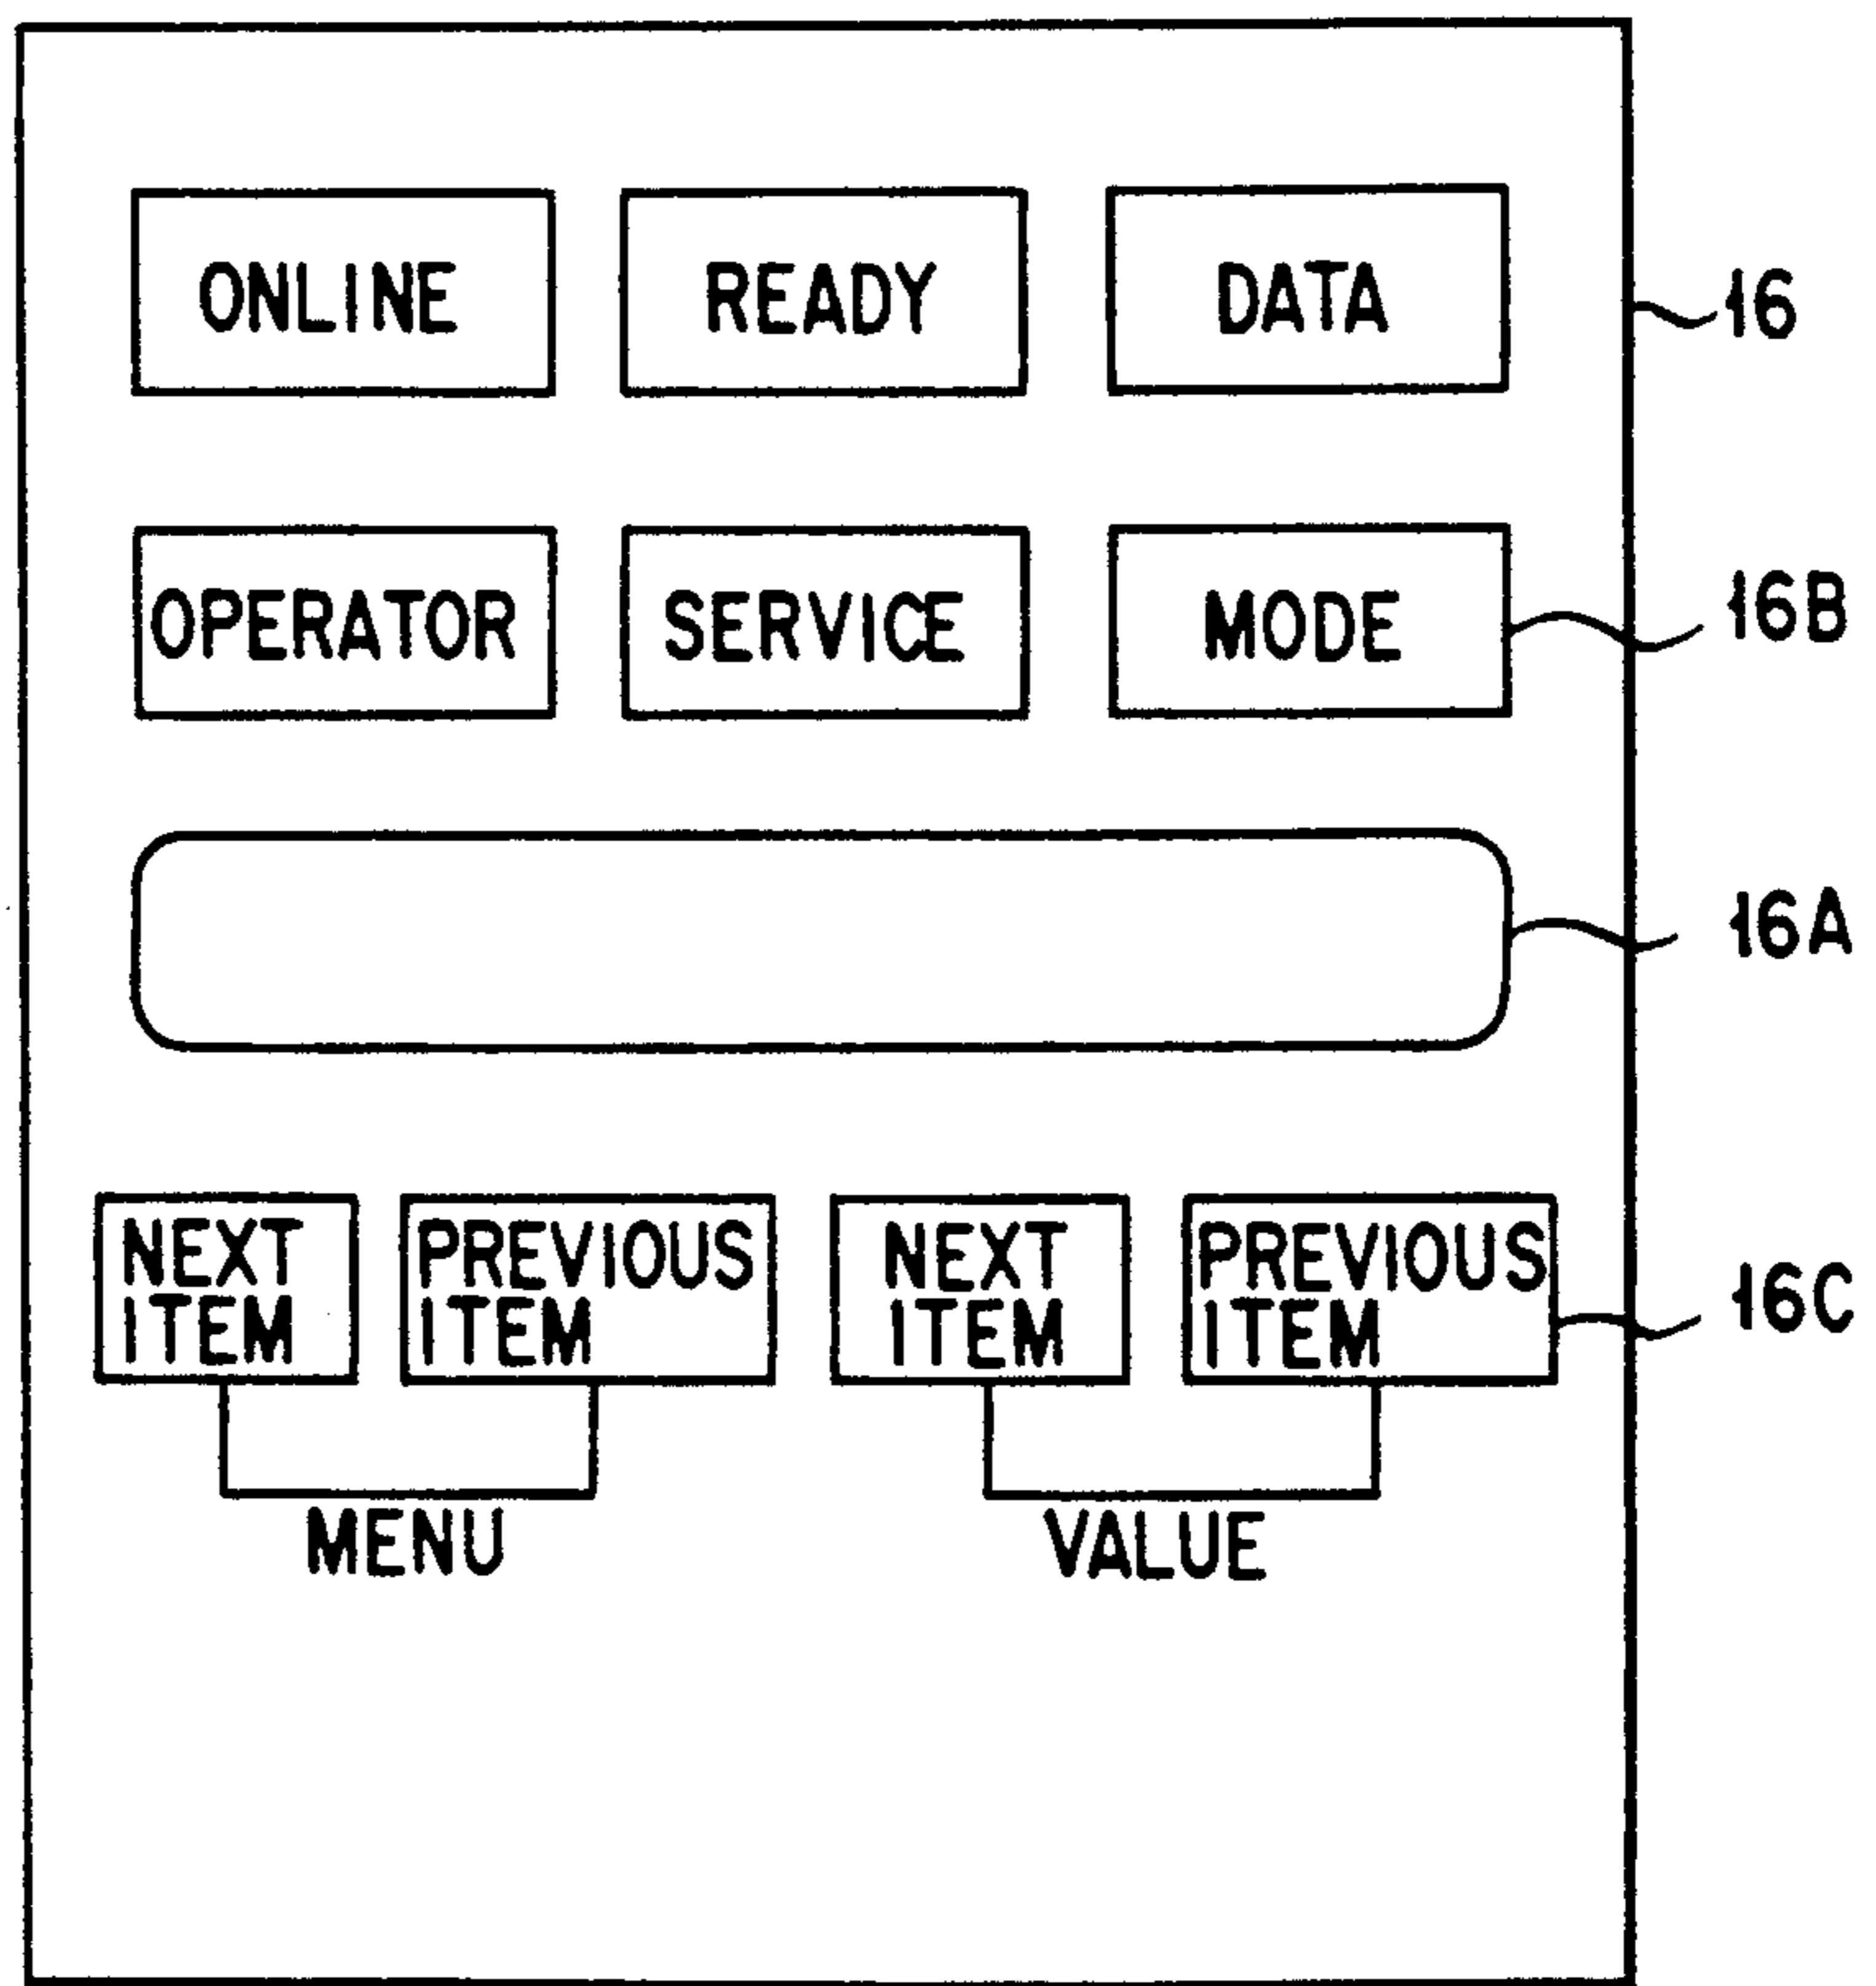 ONLINE READY DATA 16
OPERATOR SERVICE MODE 16B
16A
NEXT ITEM
PREVIOUS ITEM
NEXT ITEM
PREVIOUS ITEM
16C
MENU VALUE